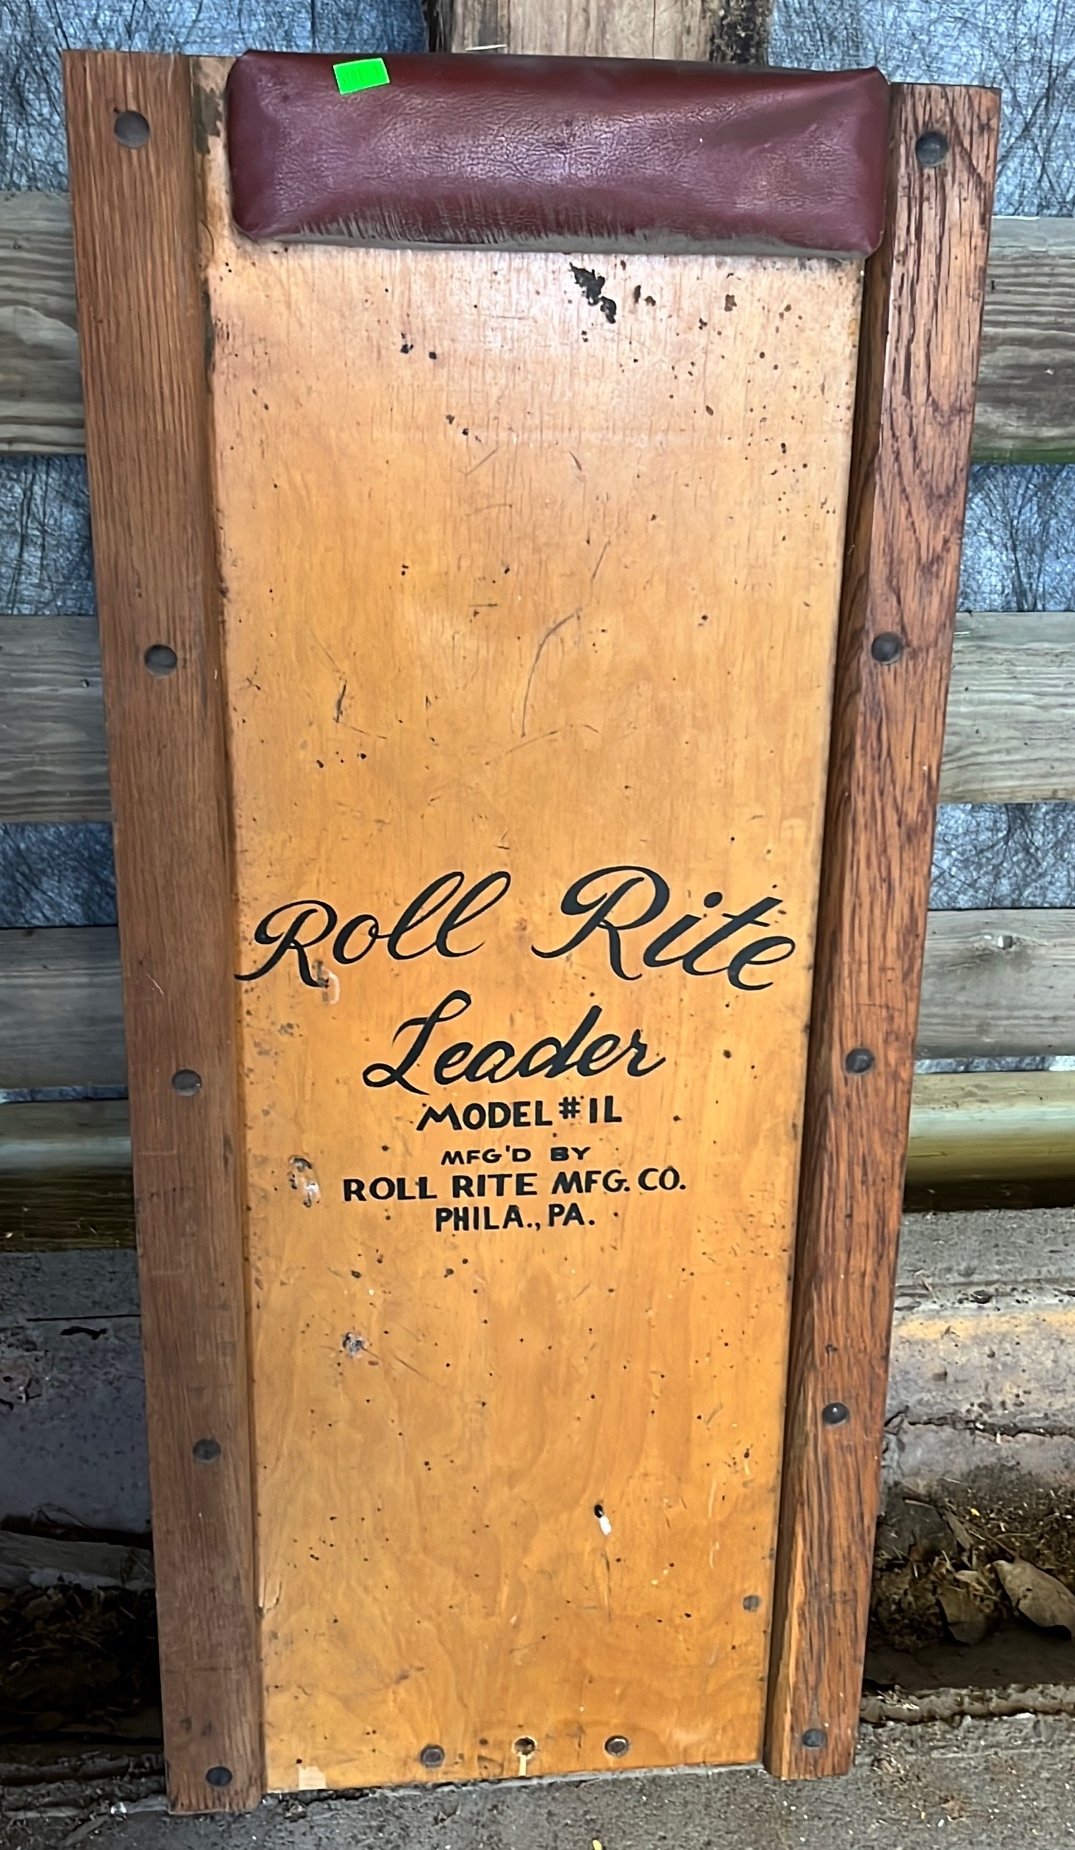 Roll Rite
Leader
MODEL #1L
MFG'D BY
ROLL RITE MFG. CO.
PHILA., PA.